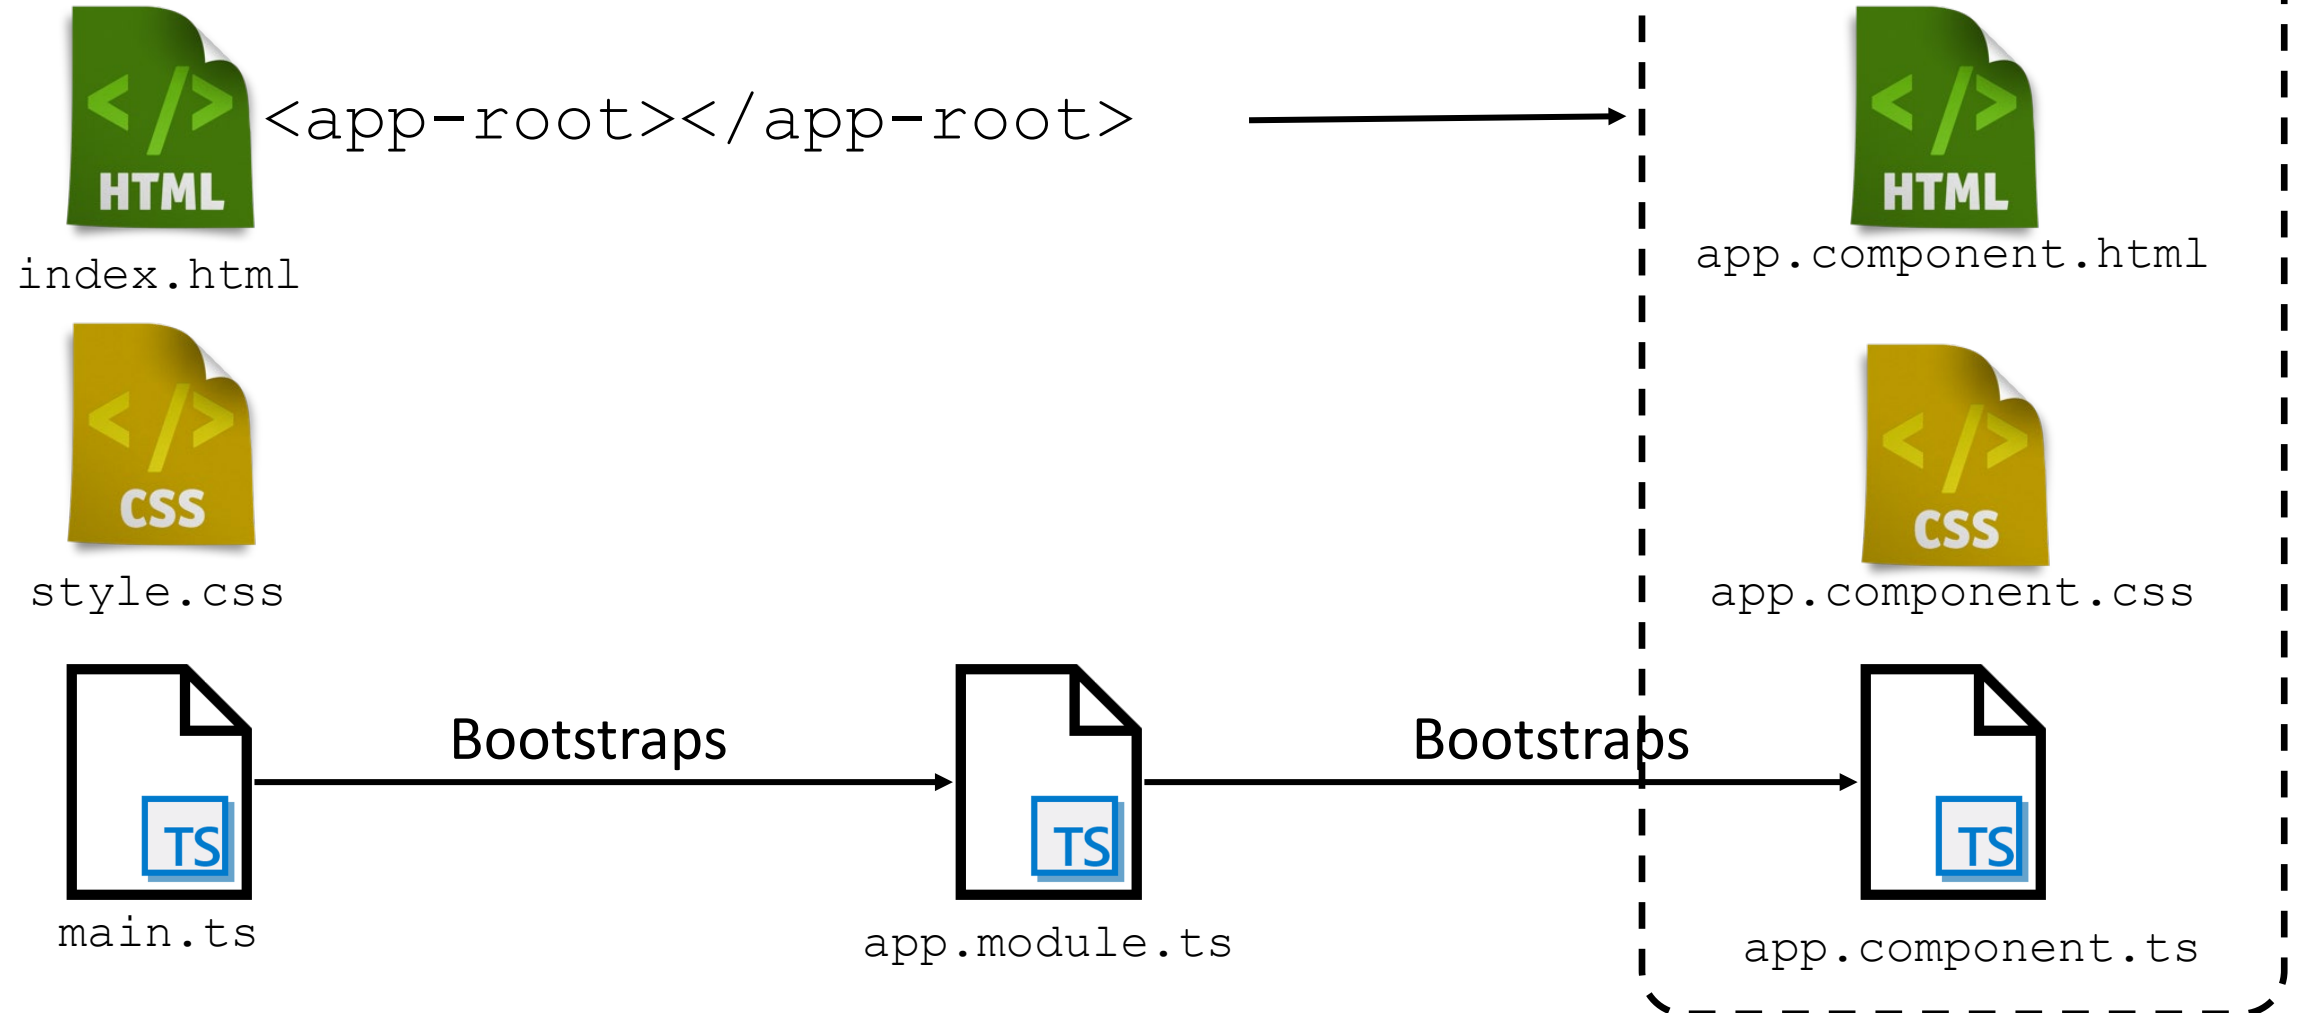 </>
HTML
<app-root></app-root>
</>
HTML
index.html
app.component.html
</>
CSS
</>
CSS
style.css
app.component.css
Bootstraps
Bootstraps
TS
TS
TS
main.ts
app.module.ts
app.component.ts